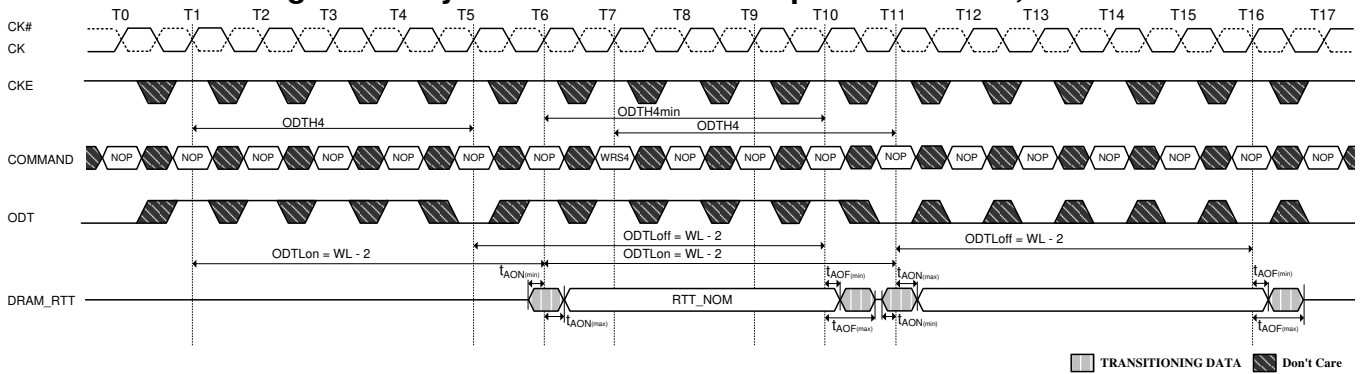 T0 T1 T2 T3 T4 T5 T6 T7 T8 T9 T10 T11 T12 T13 T14 T15 T16 T17
CK#
CK
CKE
ODTH4min
ODTH4
ODTH4
COMMAND NOP NOP NOP NOP NOP NOP NOP WRS4 NOP NOP NOP NOP NOP NOP NOP NOP NOP NOP
ODT
ODTLoff = WL - 2 ODTLoff = WL - 2
ODTLon = WL - 2 ODTLon = WL - 2
tAON(min) tAOF(min) tAON(max) tAOF(min)
DRAM_RTT RTT_NOM
tAON(max) tAOF(max) tAON(min) tAOF(max)
TRANSITIONING DATA Don't Care